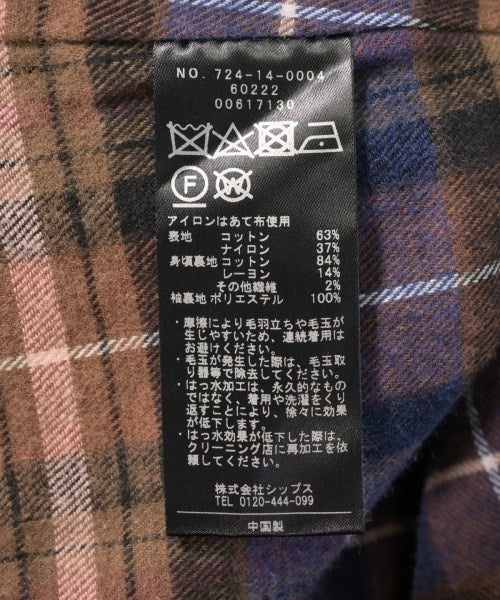 NO. 724-14-0004
60222
00617130
F W
アイロンはあて布使用
表地 コットン 63%
ナイロン 37%
身頃裏地 コットン 84%
レーヨン 14%
その他繊維 2%
袖裏地 ポリエステル 100%
・摩擦により毛羽立ちや毛玉が
生じやすいため、連続着用は
お避けください。
・毛玉が発生した際は、毛玉取
り器等で除去してください。
・はっ水加工は、永久的なもの
ではなく、着用や洗濯をくり
返すことにより、徐々に効果
が低下します。
・はっ水効果が低下した際は、
クリーニング店に再加工を依
頼してください。
株式会社シップス
TEL 0120-444-099
中国製